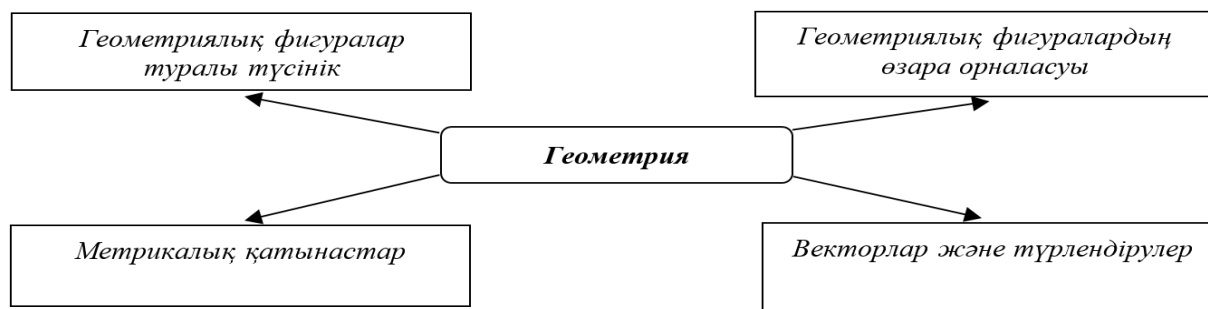 Геометриялық фигуралар
туралы түсінік
Геометриялық фигуралардың
өзара орналасуы
Геометрия
Метрикалық қатынастар
Векторлар және түрлендірулер